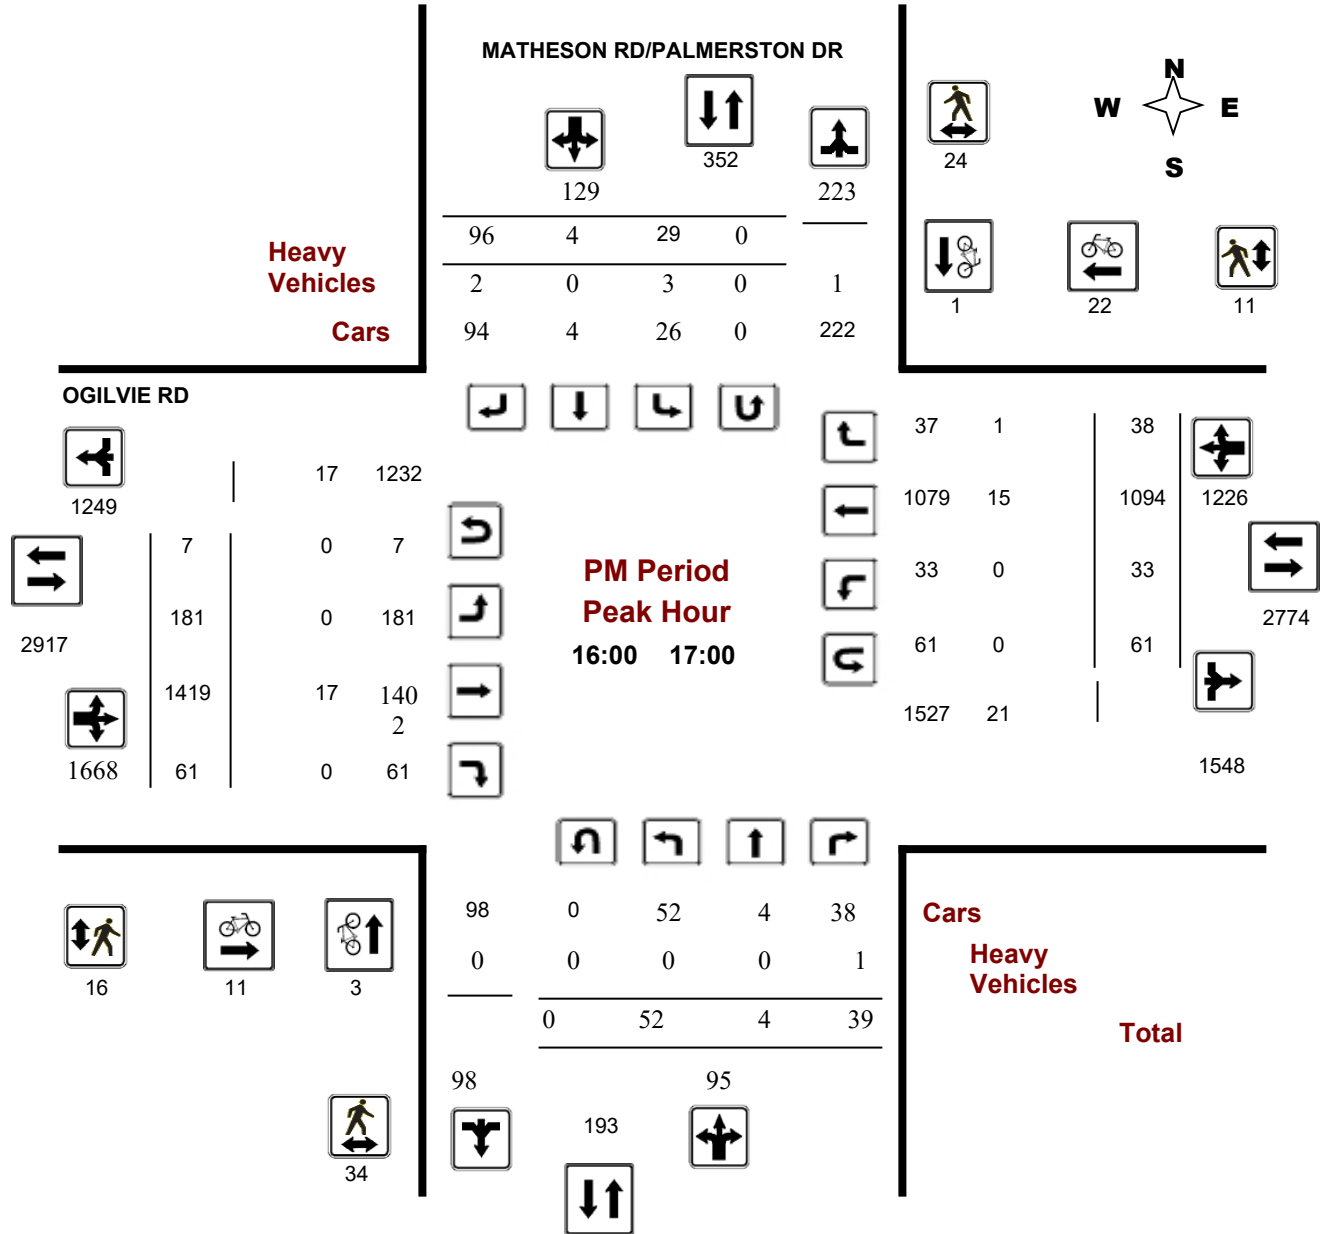 MATHESON RD/PALMERSTON DR
N
W E
S
352
24
129
223
96 4 29 0
Heavy
Vehicles
2 0 3 0 1
1
22
11
Cars
94 4 26 0 222
OGILVIE RD
37 1 38
17 1232
1249
1079 15 1094 1226
7 0 7
PM Period
33 0 33
Peak Hour
181 0 181
2774
2917
16:00 17:00
61 0 61
1419 17 140
2
1527 21
1668 61 0 61
1548
98 0 52 4 38
Cars
0 0 0 0 1
Heavy
Vehicles
16
11
3
0 52 4 39
Total
98
95
193
34